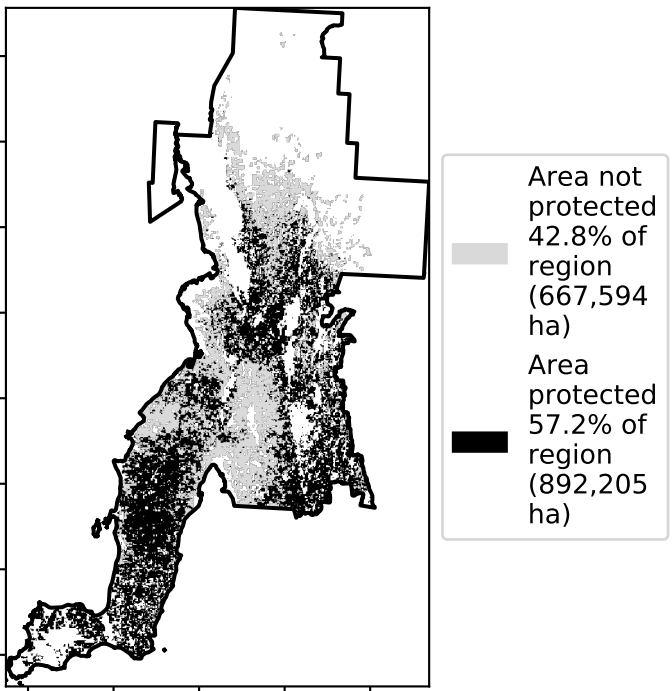 Area not
protected
42.8% of
region
(667,594
ha)
Area
protected
57.2% of
region
(892,205
ha)